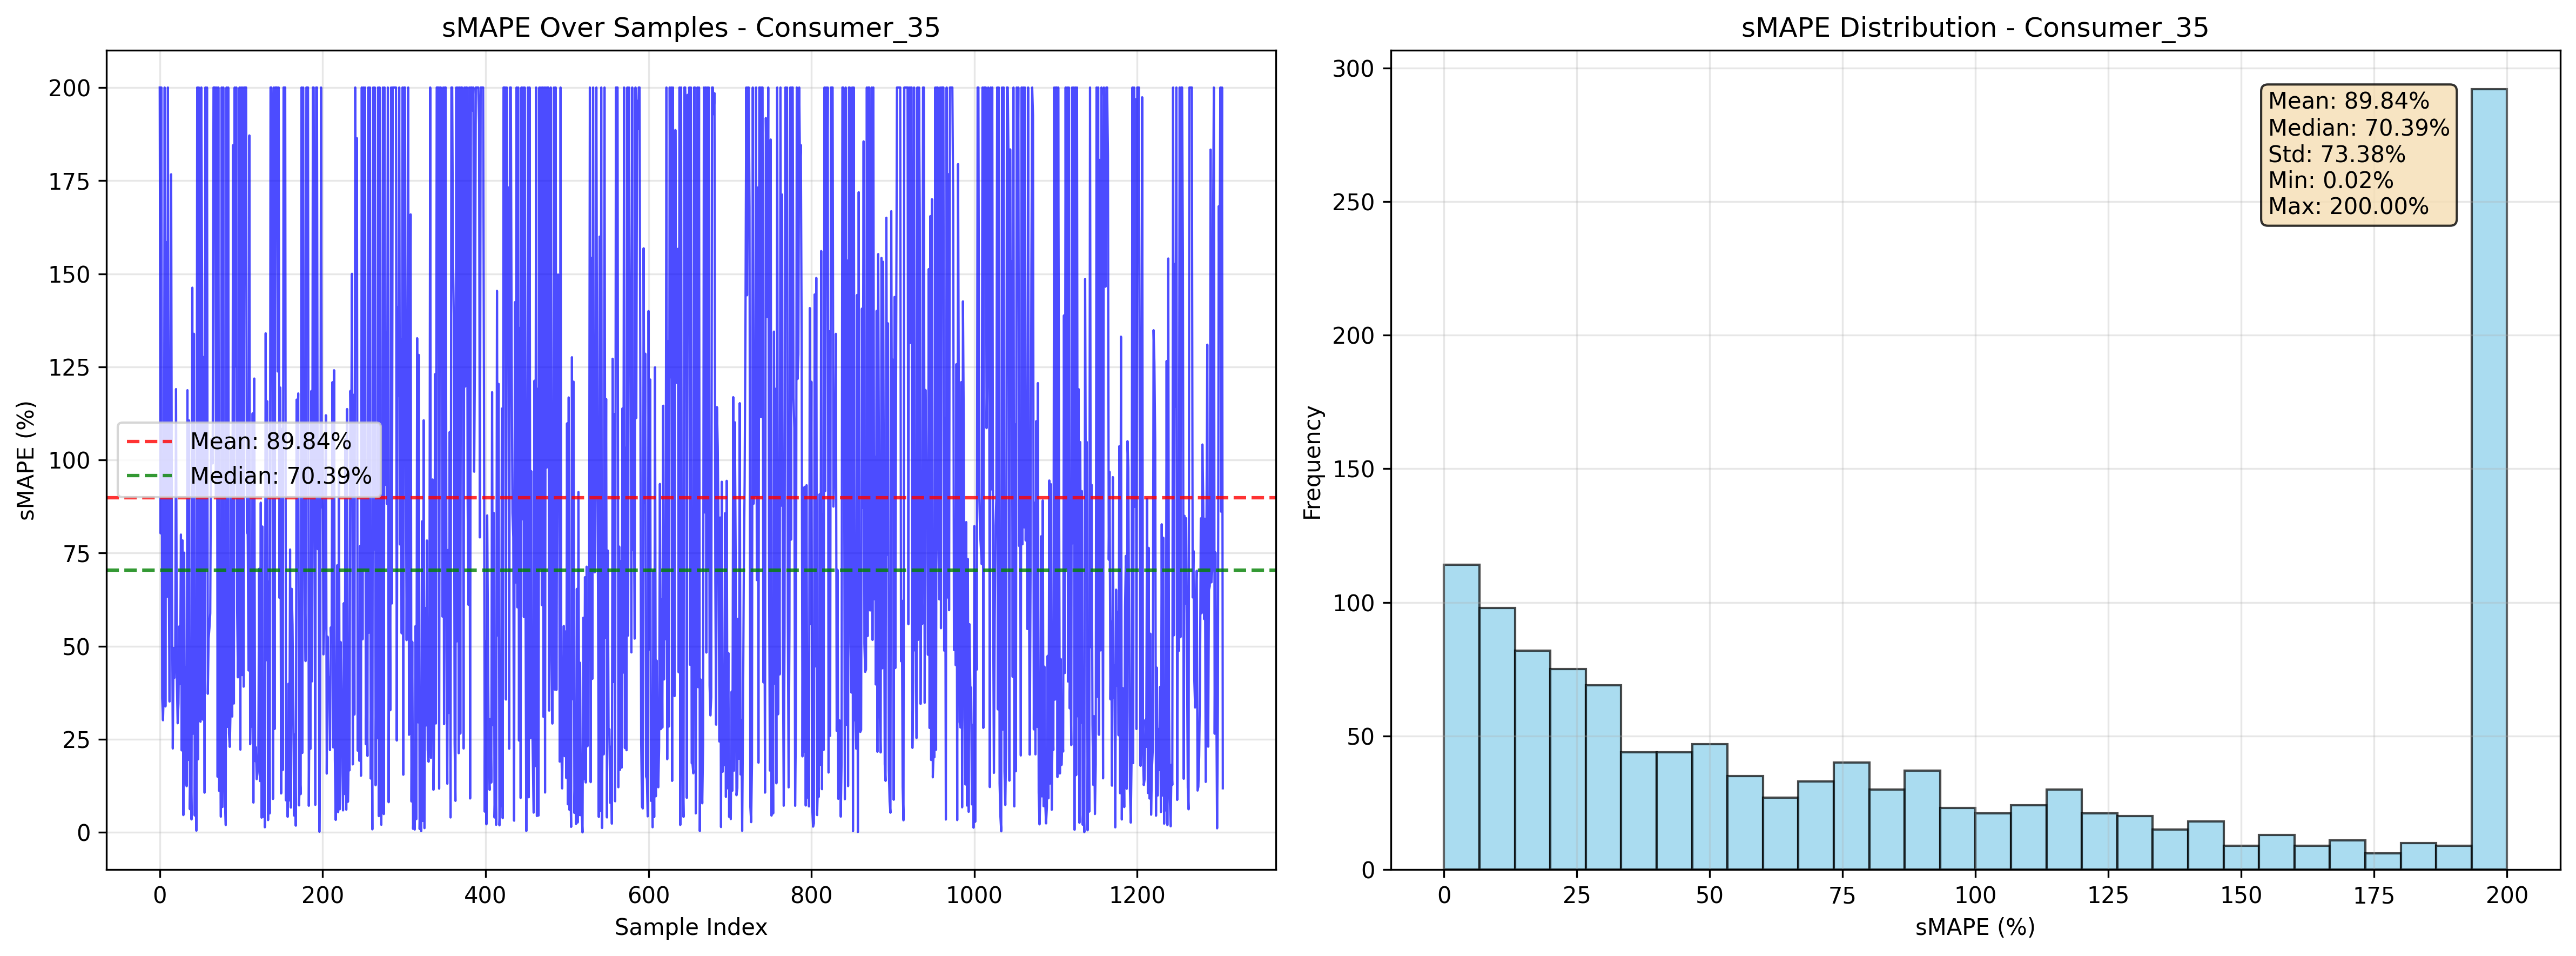 sMAPE Over Samples - Consumer_35
sMAPE (%)
200
175
150
125
100
75
50
25
0
Mean: 89.84%
Median: 70.39%
0
200
400
600
800
1000
1200
Sample Index
sMAPE Distribution - Consumer_35
Frequency
300
250
200
150
100
50
0
Mean: 89.84%
Median: 70.39%
Std: 73.38%
Min: 0.02%
Max: 200.00%
0
25
50
75
100
125
150
175
200
sMAPE (%)